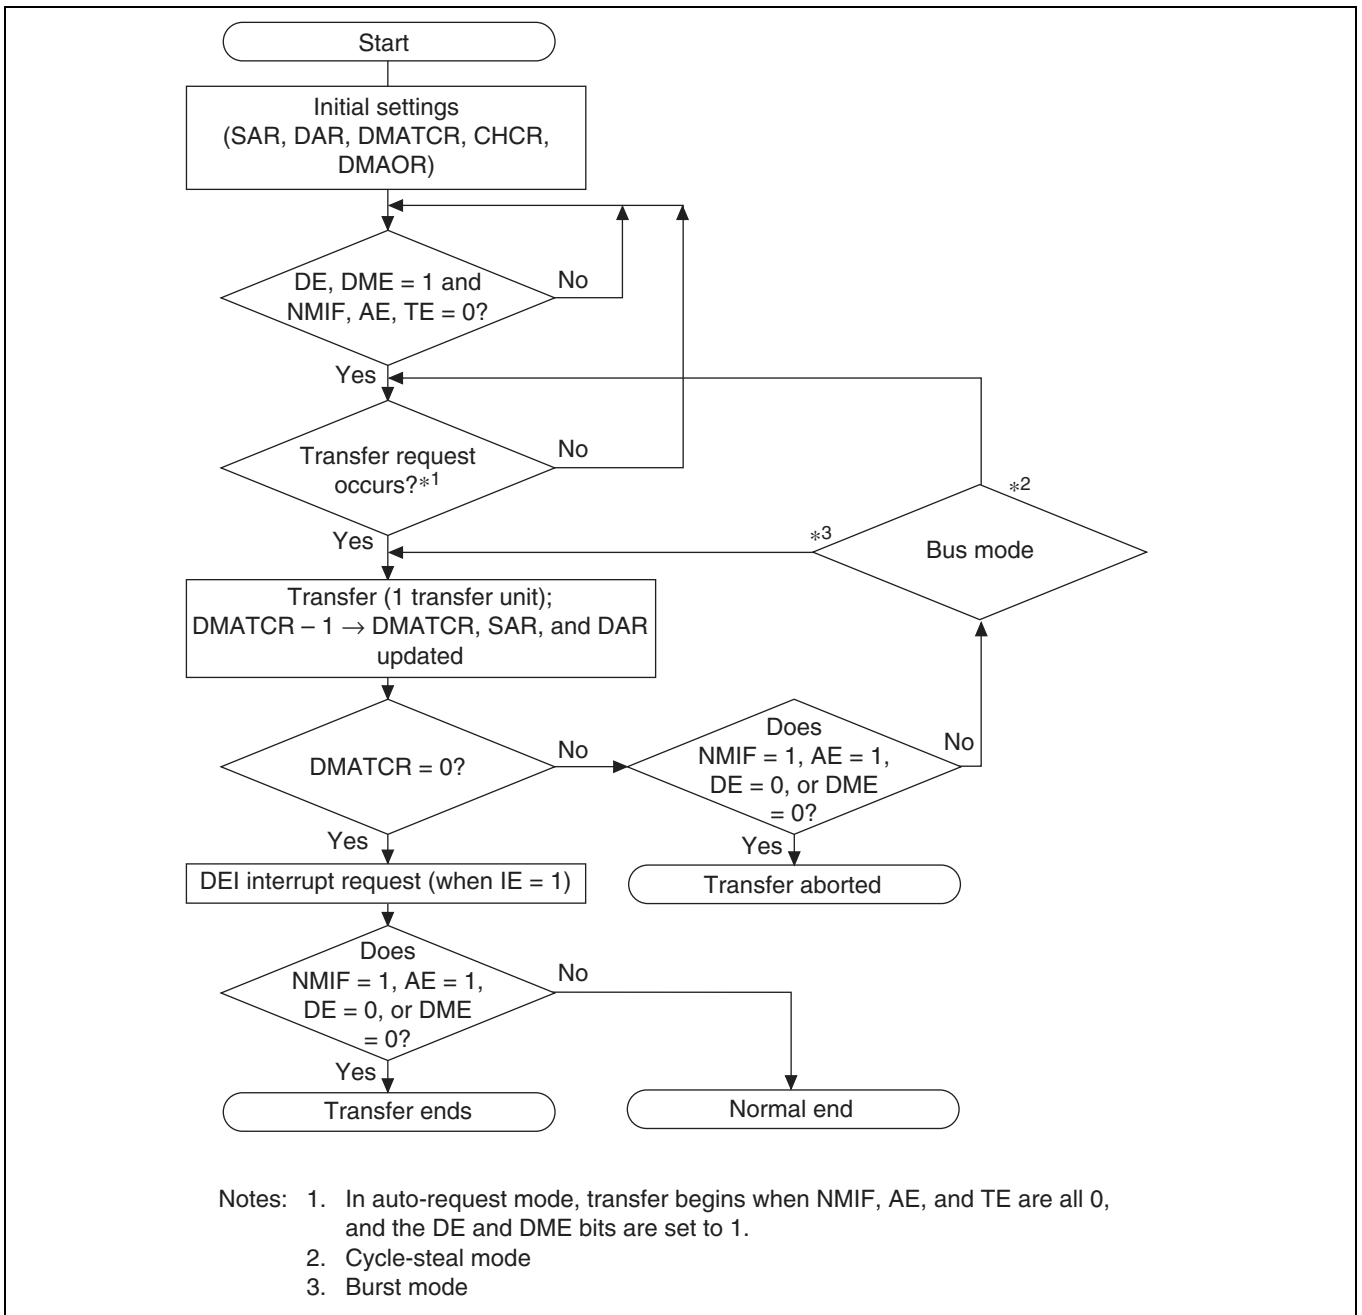 Start
Initial settings
(SAR, DAR, DMATCR, CHCR,
DMAOR)
DE, DME = 1 and
NMIF, AE, TE = 0?
No
Yes
Transfer request
occurs?*1
No
Yes
*2
*3
Bus mode
Transfer (1 transfer unit);
DMATCR – 1 → DMATCR, SAR, and DAR
updated
DMATCR = 0?
No
Does
NMIF = 1, AE = 1,
DE = 0, or DME
= 0?
No
Yes
Yes
DEI interrupt request (when IE = 1)
Transfer aborted
Does
NMIF = 1, AE = 1,
DE = 0, or DME
= 0?
No
Yes
Transfer ends
Normal end
Notes: 1. In auto-request mode, transfer begins when NMIF, AE, and TE are all 0,
and the DE and DME bits are set to 1.
2. Cycle-steal mode
3. Burst mode